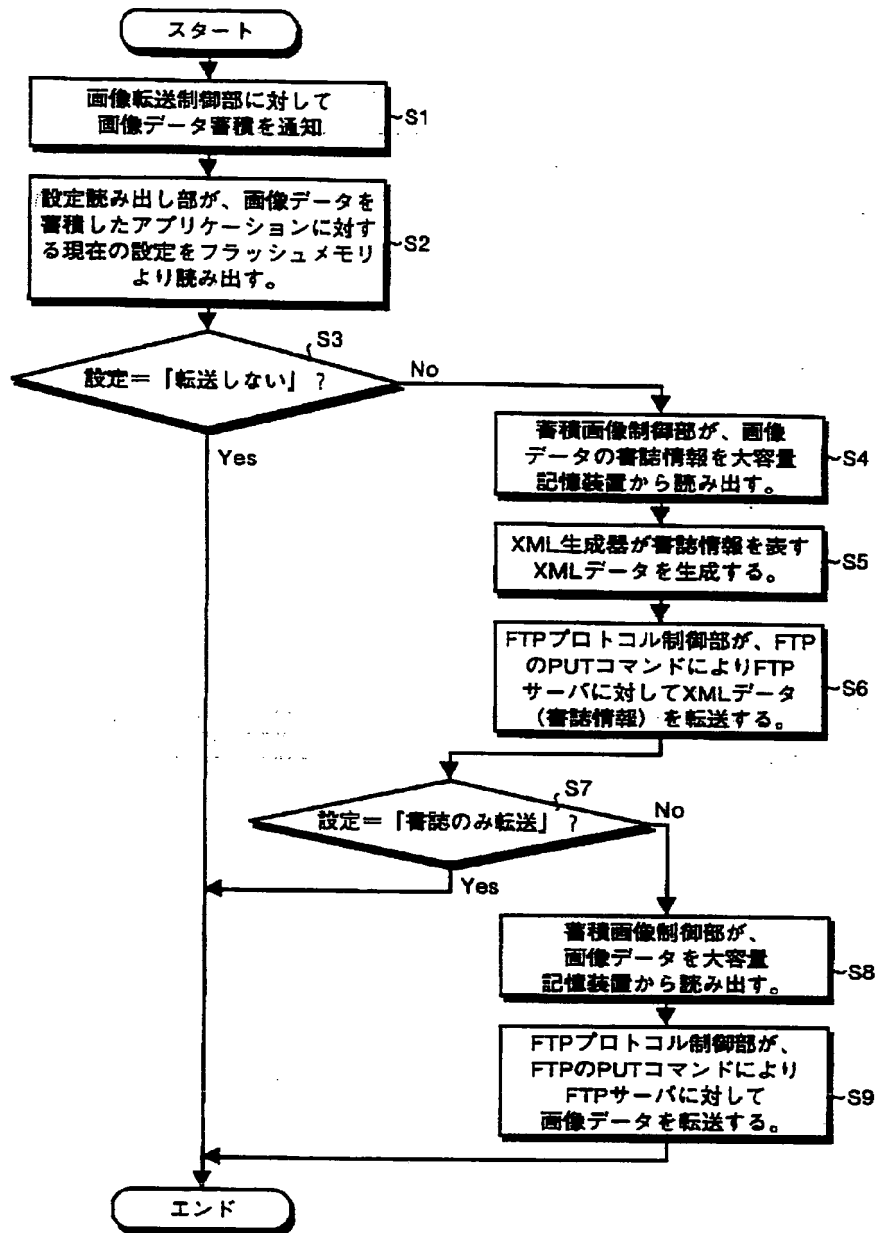 スタート
画像転送制御部に対して
画像データ蓄積を通知
S1
設定読み出し部が、画像データを
蓄積したアプリケーションに対す
る現在の設定をフラッシュメモリ
より読み出す。
S2
S3
設定＝「転送しない」？
No
Yes
蓄積画像制御部が、画像
データの書誌情報を大容量
記憶装置から読み出す。
S4
XML生成器が書誌情報を表す
XMLデータを生成する。
S5
FTPプロトコル制御部が、FTP
のPUTコマンドによりFTP
サーバに対してXMLデータ
（書誌情報）を転送する。
S6
S7
設定＝「書誌のみ転送」？
No
Yes
蓄積画像制御部が、
画像データを大容量
記憶装置から読み出す。
S8
FTPプロトコル制御部が、
FTPのPUTコマンドにより
FTPサーバに対して
画像データを転送する。
S9
エンド